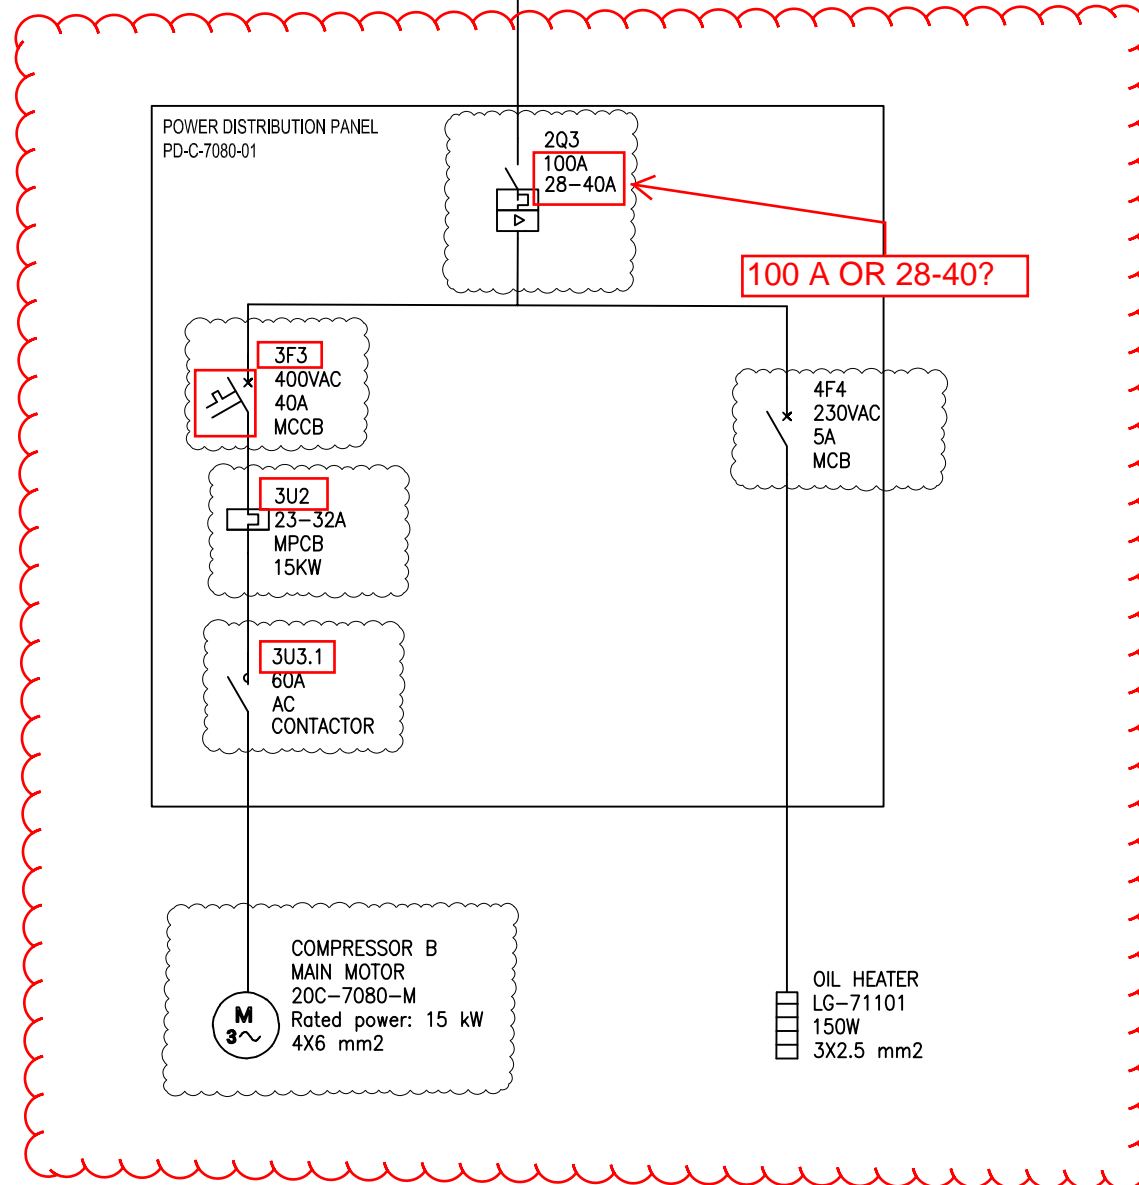 POWER DISTRIBUTION PANEL
PD-C-7080-01
2Q3
100A
28-40A
100 A OR 28-40?
3F3
400VAC
40A
MCCB
4F4
230VAC
5A
MCB
3U2
23-32A
MPCB
15KW
3U3.1
60A
AC
CONTACTOR
COMPRESSOR B
MAIN MOTOR
20C-7080-M
Rated power: 15 kW
4X6 mm2
M
3~
OIL HEATER
LG-71101
150W
3X2.5 mm2